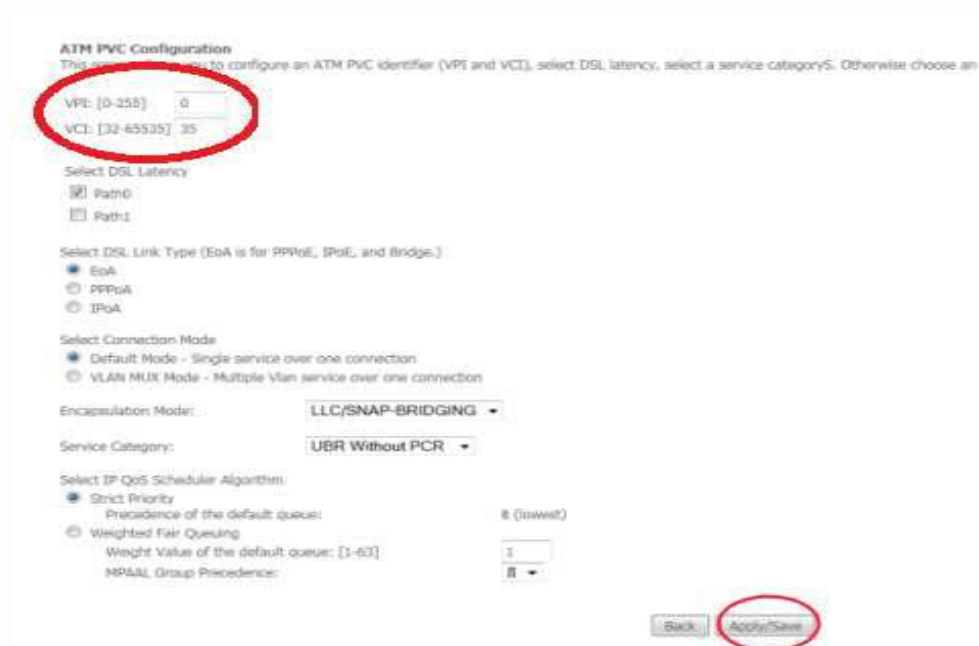 ATM PVC Configuration
This you to configure an ATM PVC identifier (VPI and VCI), select DSL latency, select a service categoryS. Otherwise choose an
VPI: [0-255] 0
VCI: [32-65535] 35
Select DSL Latency
Path0
Path1
Select DSL Link Type (EoA is for PPPoE, IPoE, and Bridge.)
EoA
PPPoA
IPoA
Select Connection Mode
Default Mode - Single service over one connection
VLAN MUX Mode - Multiple Vlan service over one connection
Encapsulation Mode: LLC/SNAP-BRIDGING
Service Category: UBR Without PCR
Select IP QoS Scheduler Algorithm
Strict Priority
Precedence of the default queue: 8 (lowest)
Weighted Fair Queuing
Weight Value of the default queue: [1-63] 1
MPAAL Group Precedence: 8
Back Apply/Save